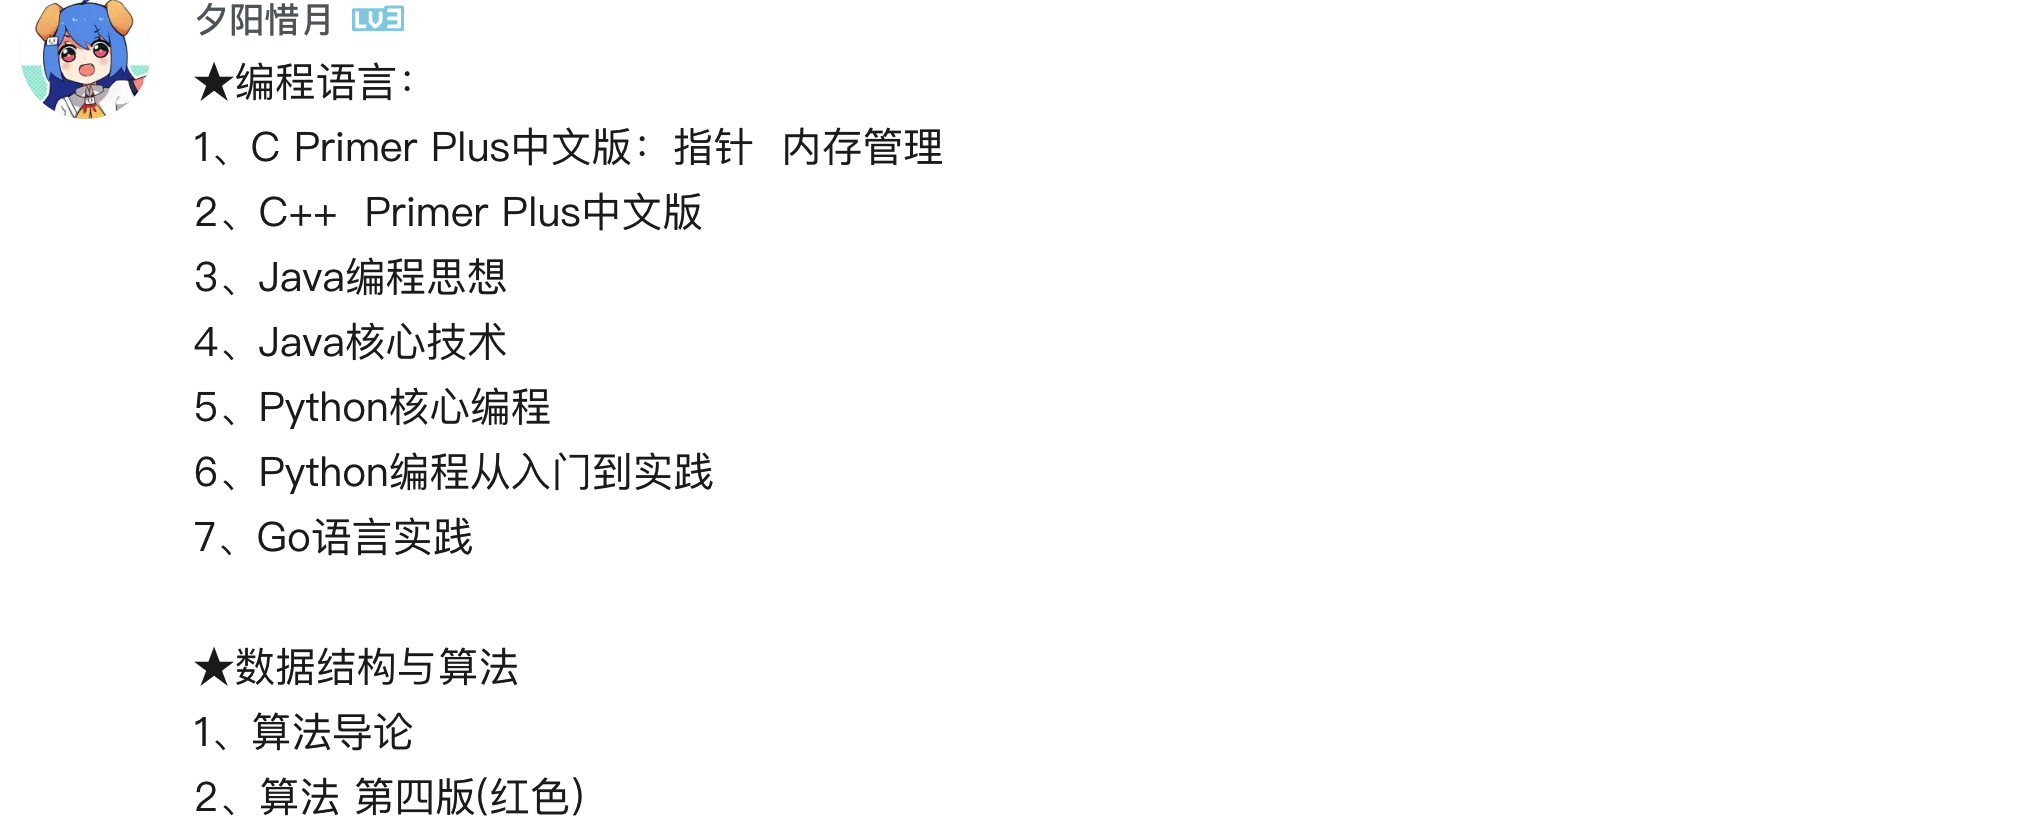 夕阳惜月 LV3
★编程语言：
1、C Primer Plus中文版：指针  内存管理
2、C++  Primer Plus中文版
3、Java编程思想
4、Java核心技术
5、Python核心编程
6、Python编程从入门到实践
7、Go语言实践
★数据结构与算法
1、算法导论
2、算法 第四版(红色)